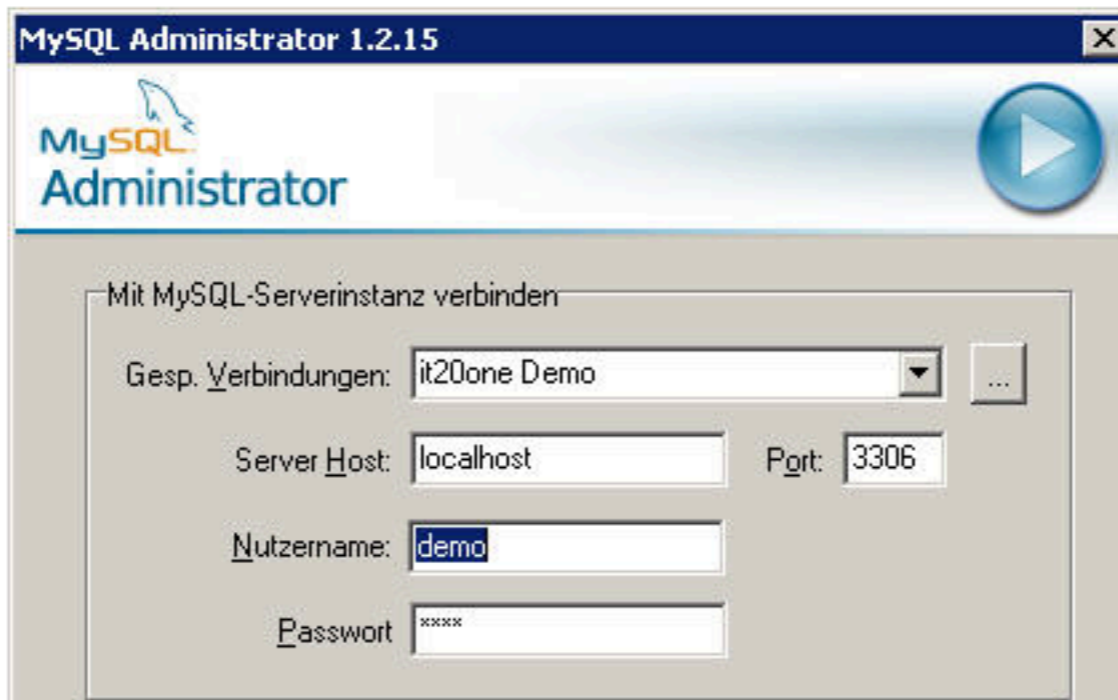 MySQL Administrator 1.2.15
MySQL
Administrator
Mit MySQL-Serverinstanz verbinden
Gesp. Verbindungen: it20one Demo ...
Server Host: localhost Port: 3306
Nutzername: demo
Passwort ****